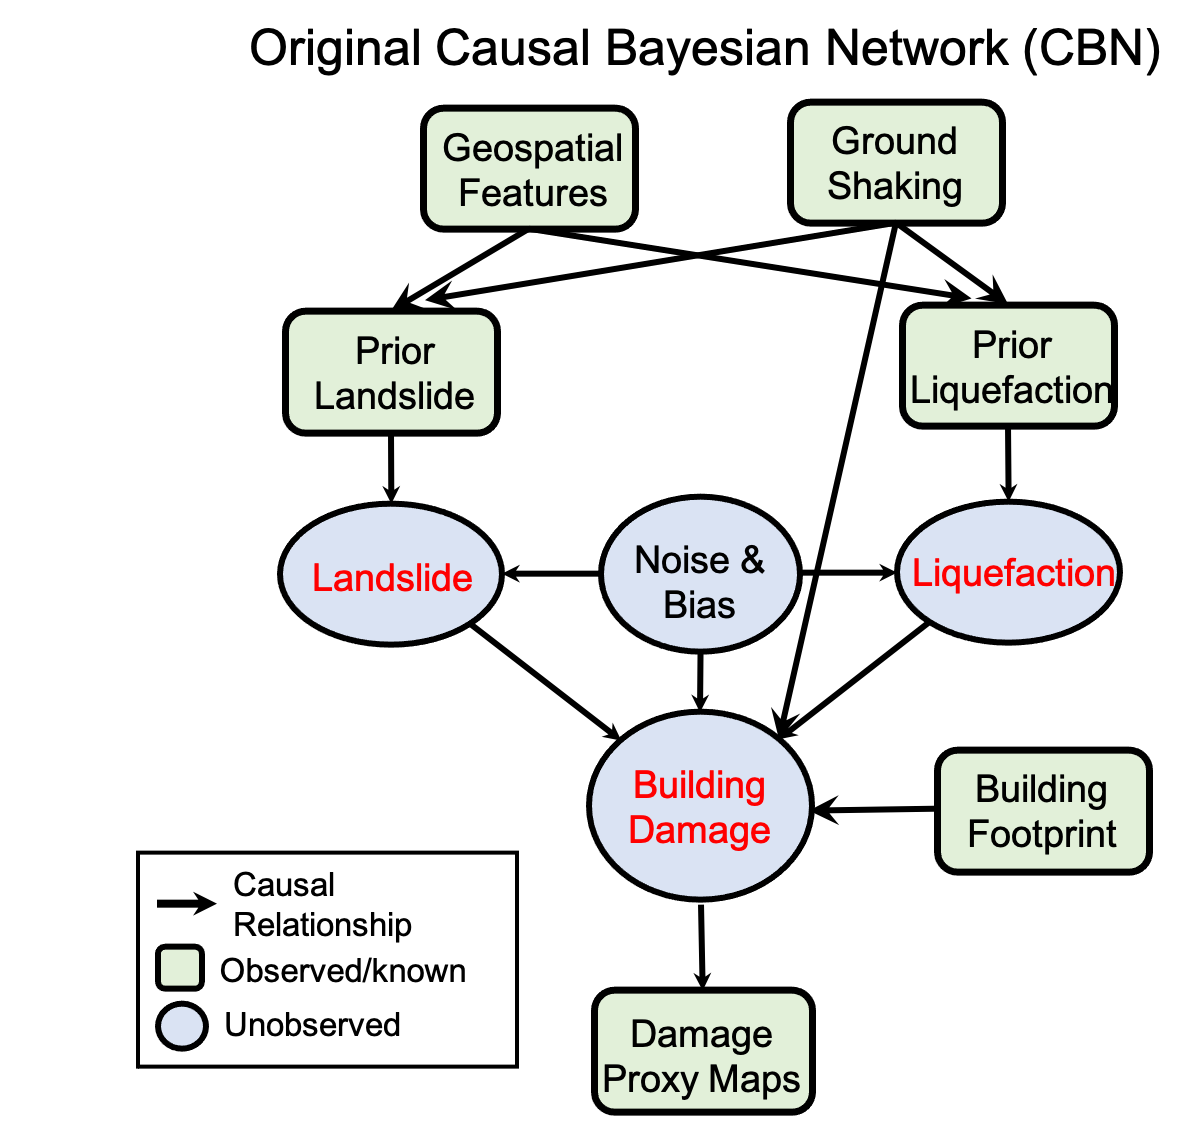 Original Causal Bayesian Network (CBN)
Geospatial
Features
Ground
Shaking
Prior
Landslide
Prior
Liquefaction
Landslide
Noise &
Bias
Liquefaction
Building
Damage
Building
Footprint
Causal
Relationship
Observed/known
Unobserved
Damage
Proxy Maps